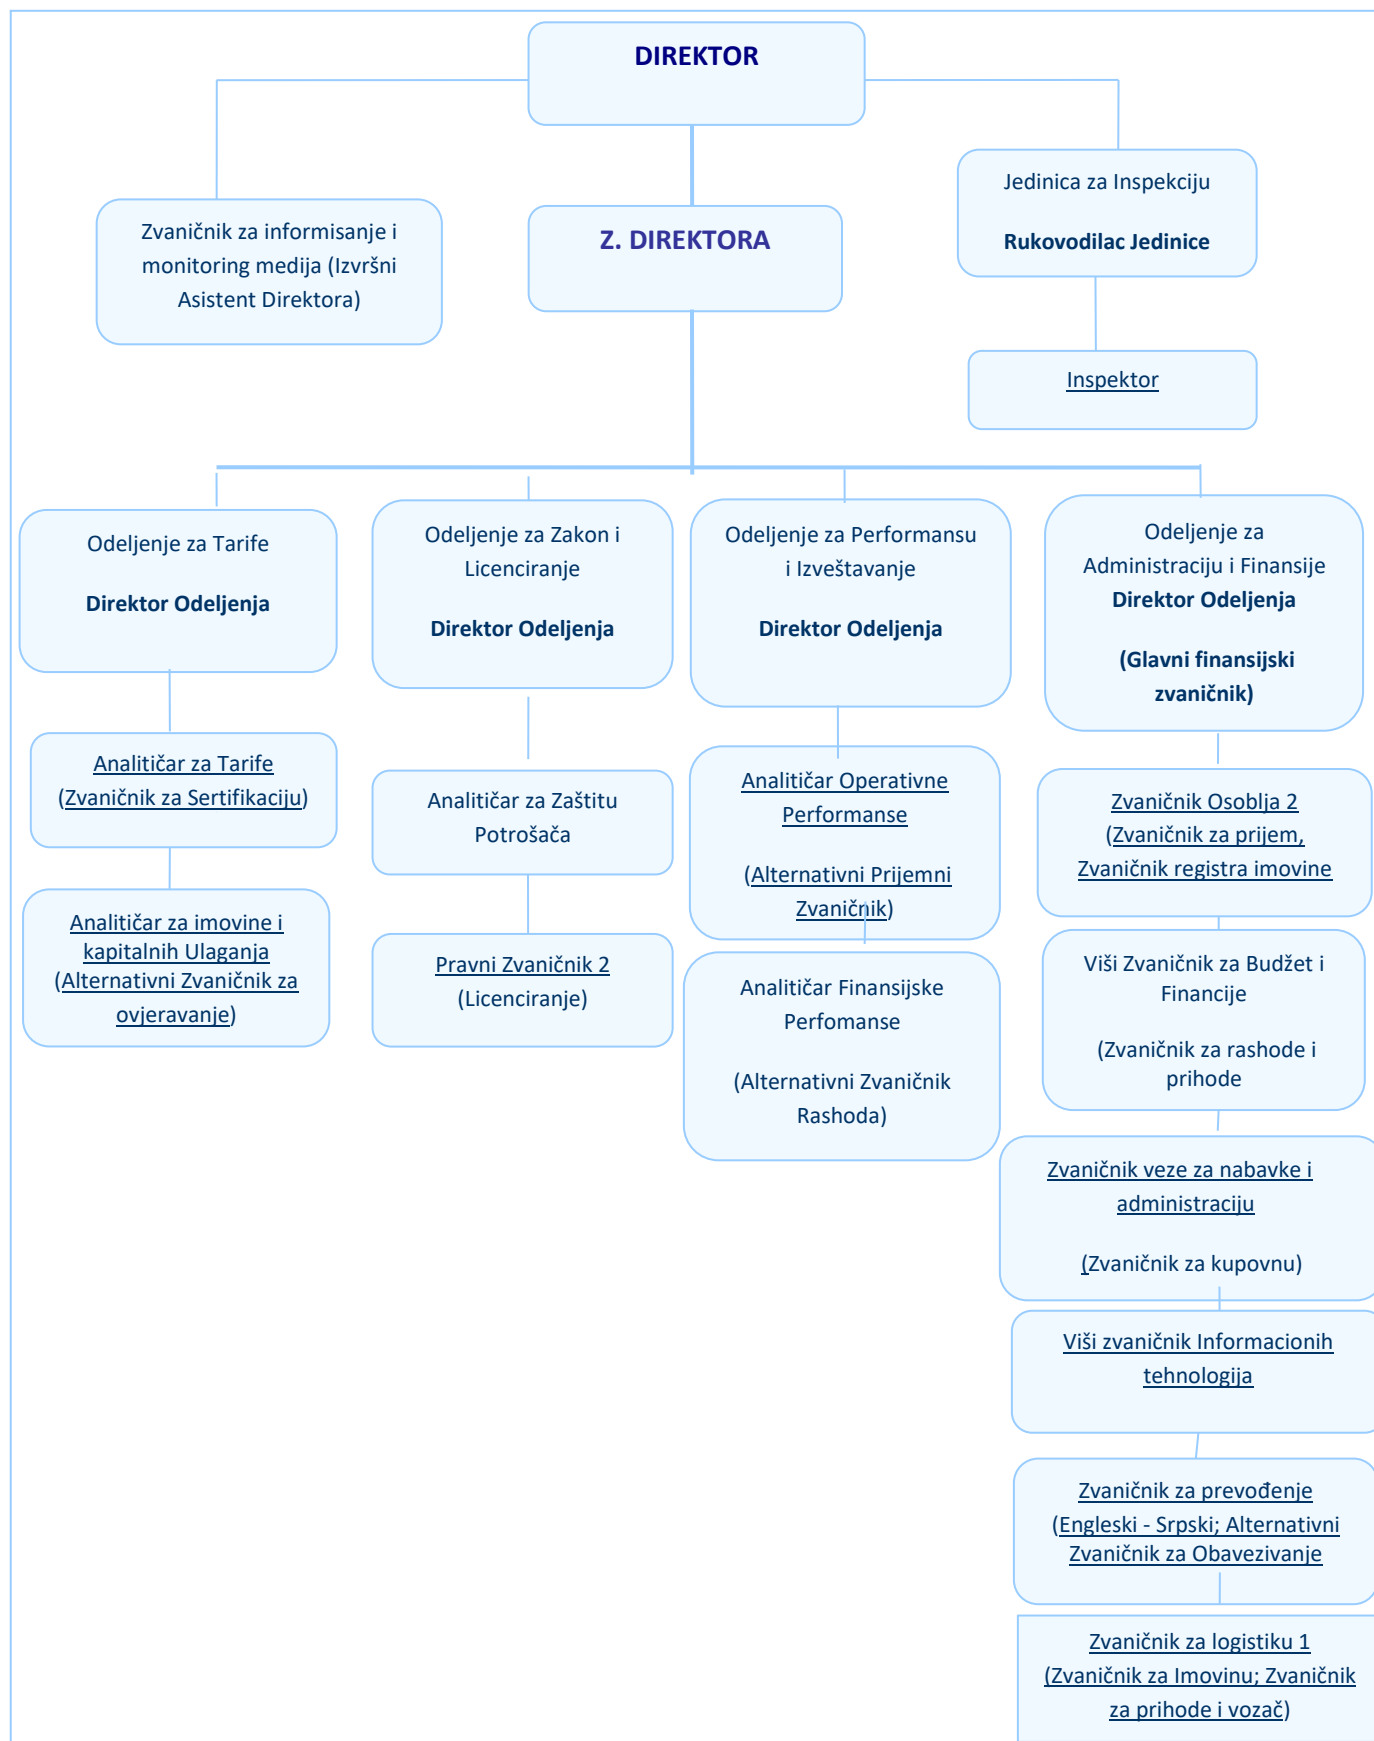 DIREKTOR
Zvaničnik za informisanje i
monitoring medija (Izvršni
Asistent Direktora)
Z. DIREKTORA
Jedinica za Inspekciju
Rukovodilac Jedinice
Inspektor
Odeljenje za Tarife
Direktor Odeljenja
Analitičar za Tarife
(Zvaničnik za Sertifikaciju)
Analitičar za imovine i
kapitalnih Ulaganja
(Alternativni Zvaničnik za
ovjeravanje)
Odeljenje za Zakon i
Licenciranje
Direktor Odeljenja
Analitičar za Zaštitu
Potrošača
Pravni Zvaničnik 2
(Licenciranje)
Odeljenje za Performansu
i Izveštavanje
Direktor Odeljenja
Analitičar Operativne
Performanse
(Alternativni Prijemni
Zvaničnik)
Analitičar Finansijske
Perfomanse
(Alternativni Zvaničnik
Rashoda)
Odeljenje za
Administraciju i Finansije
Direktor Odeljenja
(Glavni finansijski
zvaničnik)
Zvaničnik Osoblja 2
(Zvaničnik za prijem,
Zvaničnik registra imovine
Viši Zvaničnik za Budžet i
Financije
(Zvaničnik za rashode i
prihode
Zvaničnik veze za nabavke i
administraciju
(Zvaničnik za kupovnu)
Viši zvaničnik Informacionih
tehnologija
Zvaničnik za prevođenje
(Engleski - Srpski; Alternativni
Zvaničnik za Obavezivanje
Zvaničnik za logistiku 1
(Zvaničnik za Imovinu; Zvaničnik
za prihode i vozač)